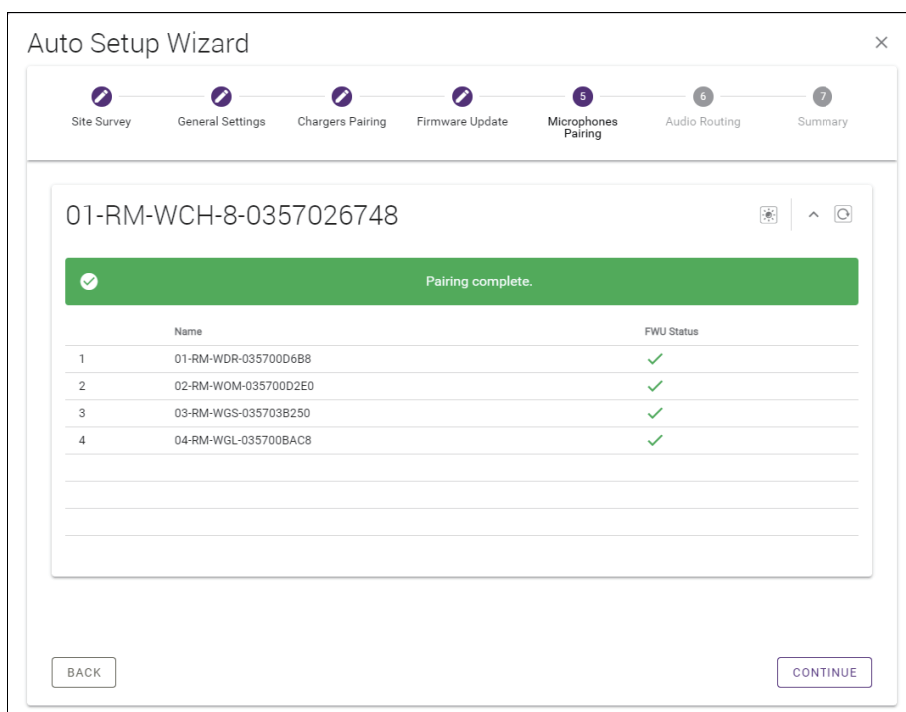 Auto Setup Wizard
Site Survey
General Settings
Chargers Pairing
Firmware Update
5
Microphones
Pairing
6
Audio Routing
7
Summary
01-RM-WCH-8-0357026748
Pairing complete.
Name FWU Status
1 01-RM-WDR-035700D6B8
2 02-RM-WOM-035700D2E0
3 03-RM-WGS-035703B250
4 04-RM-WGL-035700BAC8
BACK CONTINUE